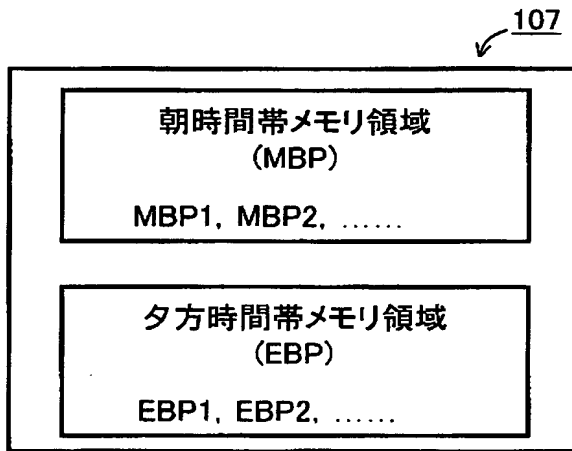 107
朝時間帯メモリ領域
(MBP)
MBP1, MBP2, ......
夕方時間帯メモリ領域
(EBP)
EBP1, EBP2, ......